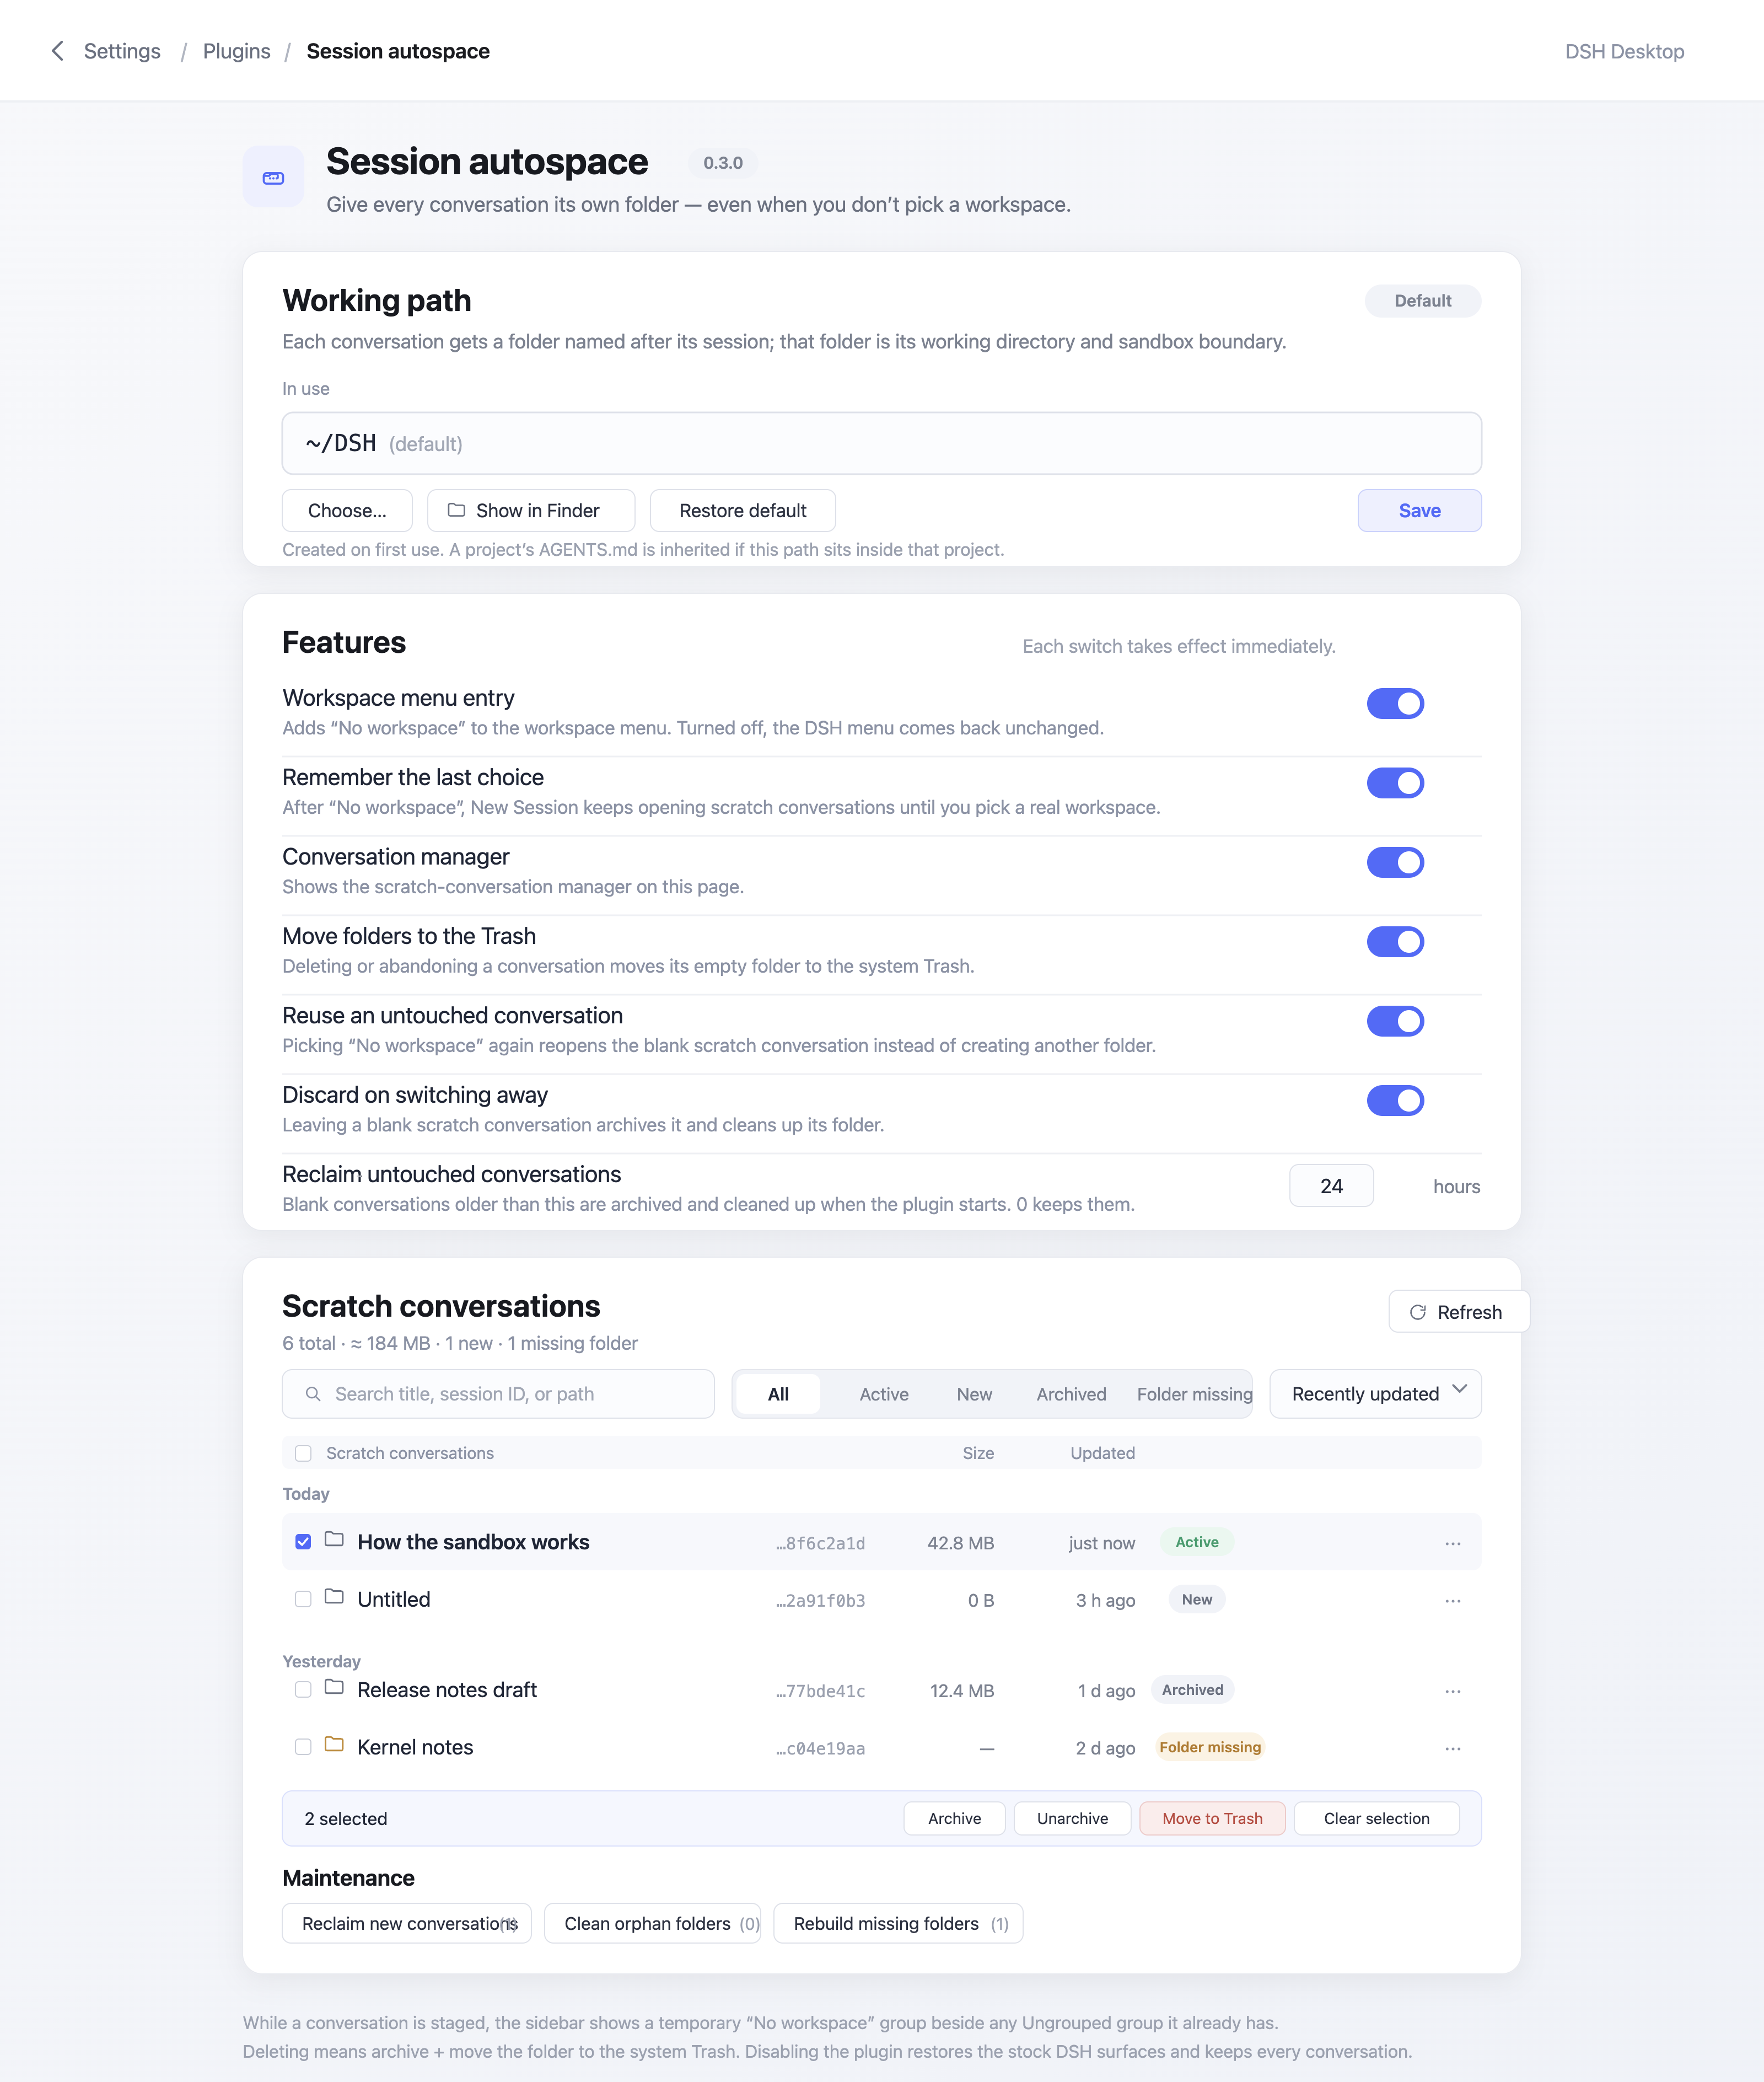 Settings / Plugins / Session autospace
DSH Desktop
Session autospace 0.3.0
Give every conversation its own folder — even when you don’t pick a workspace.
Working path
Default
Each conversation gets a folder named after its session; that folder is its working directory and sandbox boundary.
In use
~/DSH (default)
Choose...
Show in Finder
Restore default
Save
Created on first use. A project’s AGENTS.md is inherited if this path sits inside that project.
Features
Each switch takes effect immediately.
Workspace menu entry
Adds “No workspace” to the workspace menu. Turned off, the DSH menu comes back unchanged.
Remember the last choice
After “No workspace”, New Session keeps opening scratch conversations until you pick a real workspace.
Conversation manager
Shows the scratch-conversation manager on this page.
Move folders to the Trash
Deleting or abandoning a conversation moves its empty folder to the system Trash.
Reuse an untouched conversation
Picking “No workspace” again reopens the blank scratch conversation instead of creating another folder.
Discard on switching away
Leaving a blank scratch conversation archives it and cleans up its folder.
Reclaim untouched conversations
24 hours
Blank conversations older than this are archived and cleaned up when the plugin starts. 0 keeps them.
Scratch conversations
Refresh
6 total · ≈ 184 MB · 1 new · 1 missing folder
Search title, session ID, or path
All Active New Archived Folder missing
Recently updated
Scratch conversations Size Updated
Today
How the sandbox works …8f6c2a1d 42.8 MB just now Active ···
Untitled …2a91f0b3 0 B 3 h ago New ···
Yesterday
Release notes draft …77bde41c 12.4 MB 1 d ago Archived ···
Kernel notes …c04e19aa — 2 d ago Folder missing ···
2 selected
Archive
Unarchive
Move to Trash
Clear selection
Maintenance
Reclaim new conversations (1)
Clean orphan folders (0)
Rebuild missing folders (1)
While a conversation is staged, the sidebar shows a temporary “No workspace” group beside any Ungrouped group it already has.
Deleting means archive + move the folder to the system Trash. Disabling the plugin restores the stock DSH surfaces and keeps every conversation.